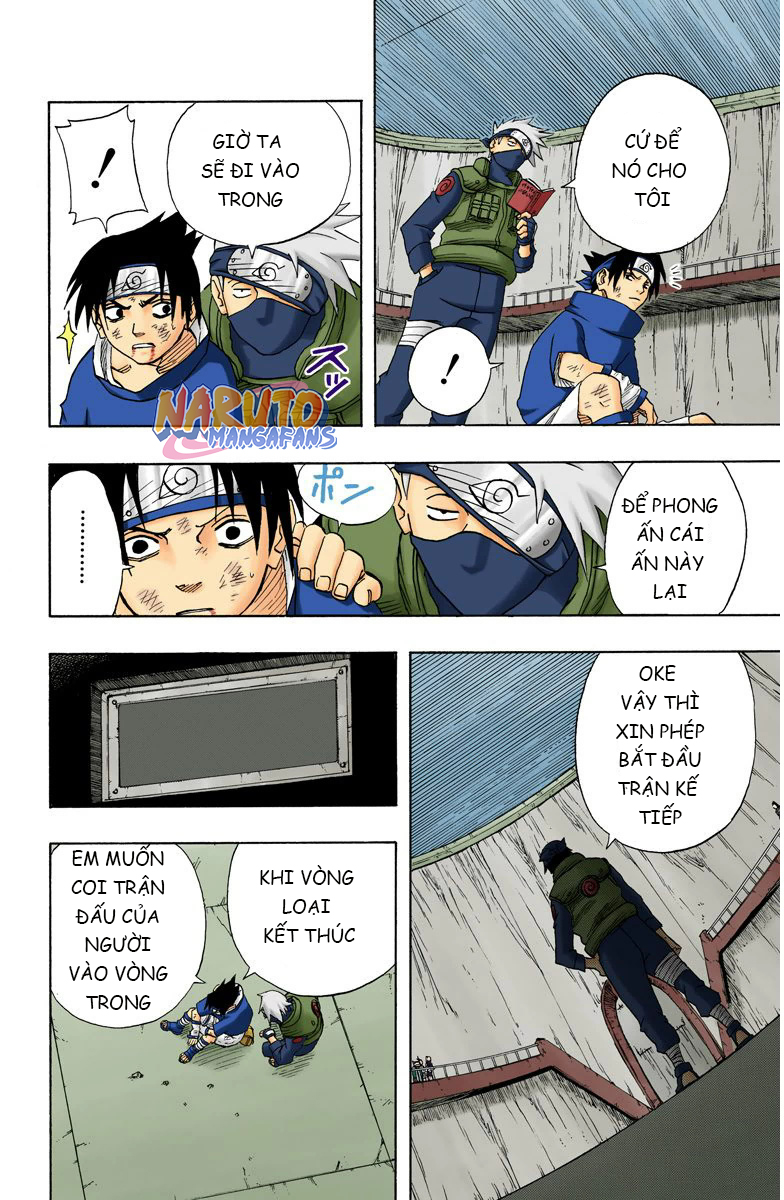 CỨ ĐỂ
NÓ CHO
TÔI
!
GIỜ TA
SẼ ĐI VÀO
TRONG
!
スッ
NARUTO
MANGAFANS
ĐỂ PHONG
ẤN CÁI
ẤN NÀY
LẠI
ポン
............
OKE
VẬY THÌ
XIN PHÉP
BẮT ĐẦU
TRẬN KẾ
TIẾP
KHI VÒNG
LOẠI
KẾT THÚC
EM MUỐN
COI TRẬN
ĐẤU CỦA
NGƯỜI
VÀO VÒNG
TRONG